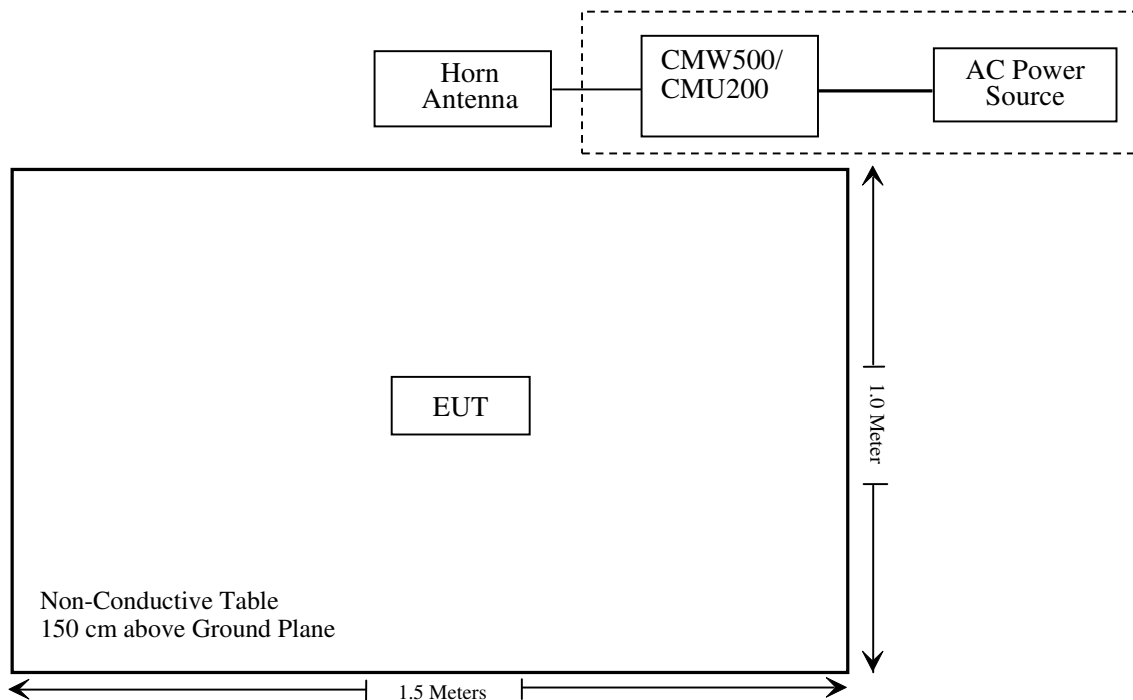 Horn
Antenna
CMW500/
CMU200
AC Power
Source
EUT
1.0 Meter
Non-Conductive Table
150 cm above Ground Plane
1.5 Meters